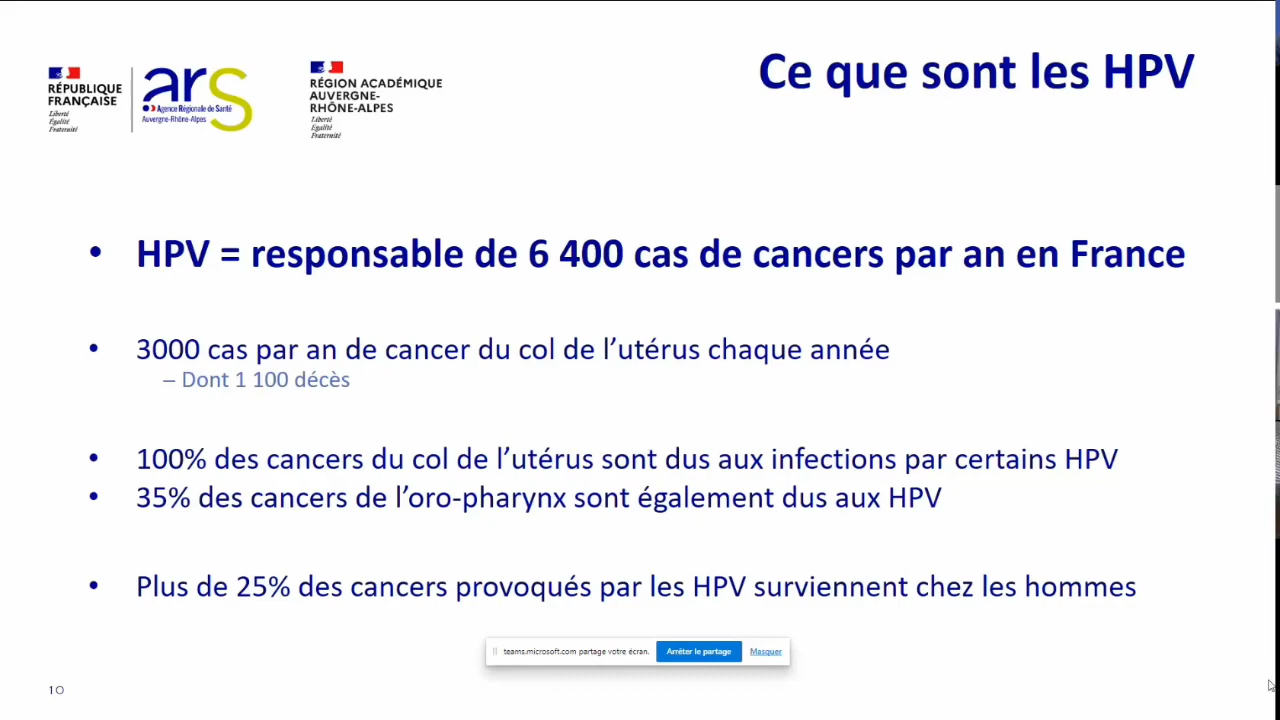 RÉPUBLIQUE
FRANÇAISE
Liberté
Égalité
Fraternité
ars
Agence Régionale de Santé
Auvergne-Rhône-Alpes
RÉGION ACADÉMIQUE
AUVERGNE-
RHÔNE-ALPES
Liberté
Égalité
Fraternité
Ce que sont les HPV
• HPV = responsable de 6 400 cas de cancers par an en France
• 3000 cas par an de cancer du col de l’utérus chaque année
– Dont 1 100 décès
• 100% des cancers du col de l’utérus sont dus aux infections par certains HPV
• 35% des cancers de l’oro-pharynx sont également dus aux HPV
• Plus de 25% des cancers provoqués par les HPV surviennent chez les hommes
teams.microsoft.com partage votre écran. Arrêter le partage Masquer
10